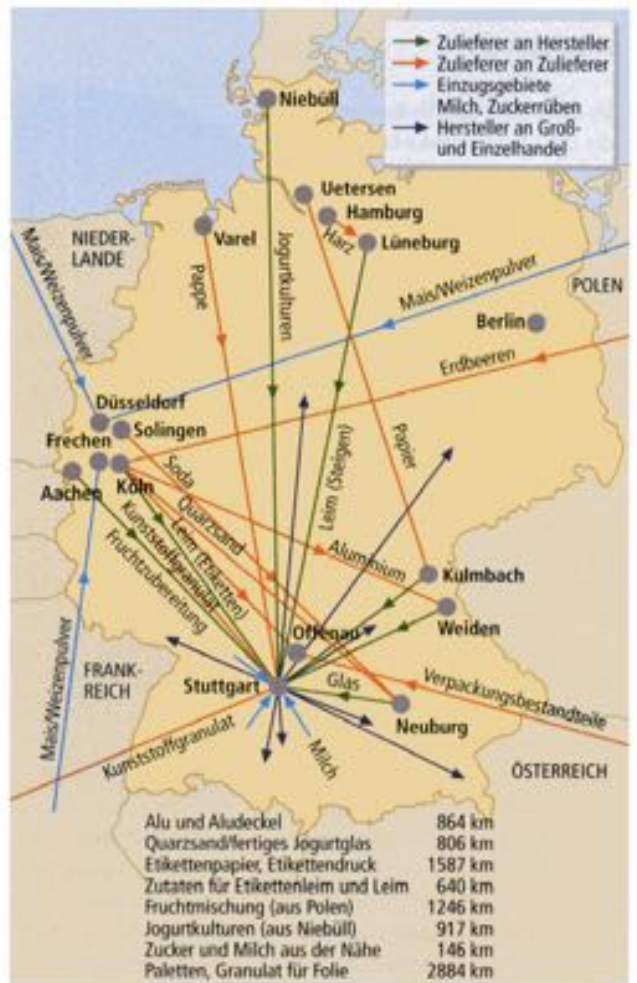 Zulieferer an Hersteller
Zulieferer an Zulieferer
Einzugsgebiete
Milch, Zuckerrüben
Hersteller an Groß-
und Einzelhandel
Niebüll
Uetersen
Hamburg
Harz
Lüneburg
Varel
NIEDER-
LANDE
Mais/Weizenpulver
Pappe
Jogurtkulturen
Mais/Weizenpulver
POLEN
Berlin
Erdbeeren
Düsseldorf
Solingen
Frechen
Köln
Aachen
Soda
Quarzsand
Leim (Etiketten)
Kunststoffgranulat
Fruchtzubereitung
Leim (Steigen)
Papier
Aluminium
Kulmbach
Weiden
Offenau
Mais/Weizenpulver
FRANK-
REICH
Stuttgart
Glas
Neuburg
Verpackungsbestandteile
Kunststoffgranulat
Milch
ÖSTERREICH
Alu und Aludeckel 864 km
Quarzsand/fertiges Jogurtglas 806 km
Etikettenpapier, Etikettendruck 1587 km
Zutaten für Etikettenleim und Leim 640 km
Fruchtmischung (aus Polen) 1246 km
Jogurtkulturen (aus Niebüll) 917 km
Zucker und Milch aus der Nähe 146 km
Paletten, Granulat für Folie 2884 km